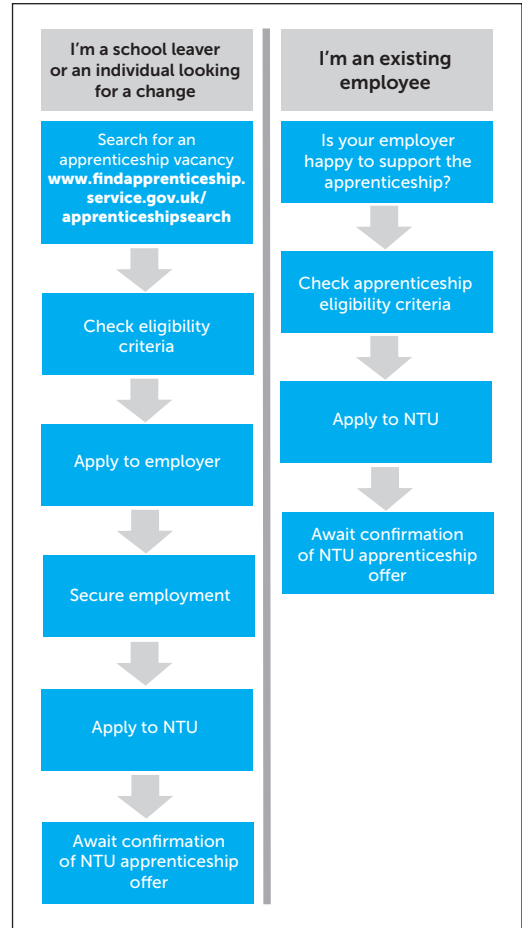 I'm a school leaver
or an individual looking
for a change
Search for an
apprenticeship vacancy
www.findapprenticeship.
service.gov.uk/
apprenticeshipsearch
Check eligibility
criteria
Apply to employer
Secure employment
Apply to NTU
Await confirmation
of NTU apprenticeship
offer
I'm an existing
employee
Is your employer
happy to support the
apprenticeship?
Check apprenticeship
eligibility criteria
Apply to NTU
Await confirmation
of NTU apprenticeship
offer